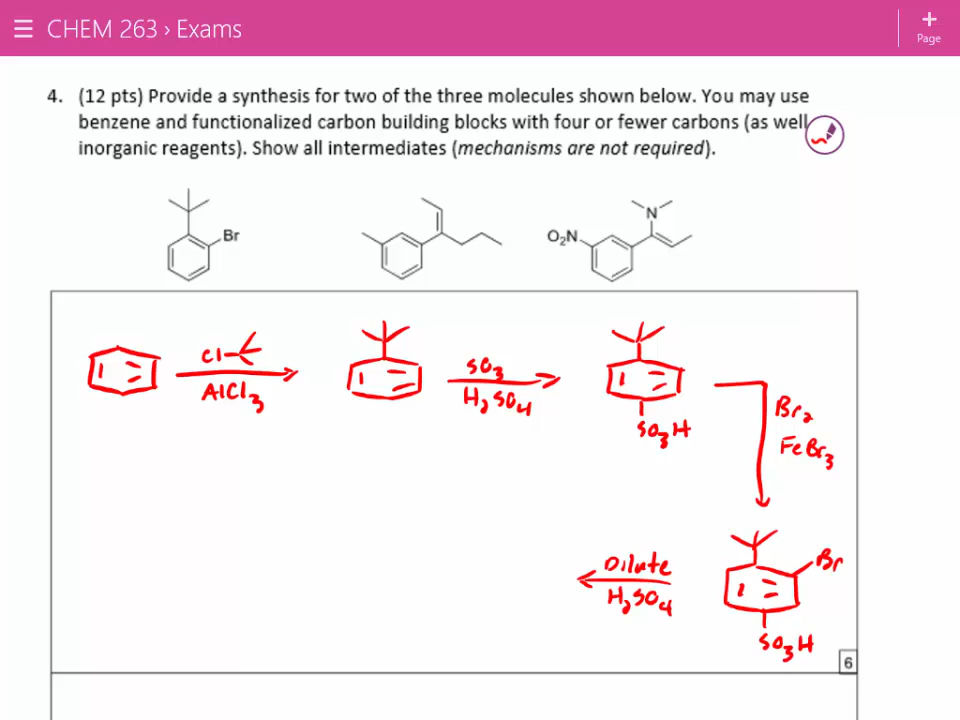 ☰ CHEM 263 › Exams
+
Page
4. (12 pts) Provide a synthesis for two of the three molecules shown below. You may use
benzene and functionalized carbon building blocks with four or fewer carbons (as well
inorganic reagents). Show all intermediates (mechanisms are not required).
Br
O₂N
N
Cl
AlCl₃
SO₃
H₂SO₄
SO₃H
Br₂
FeBr₃
Dilute
H₂SO₄
Br
SO₃H
6